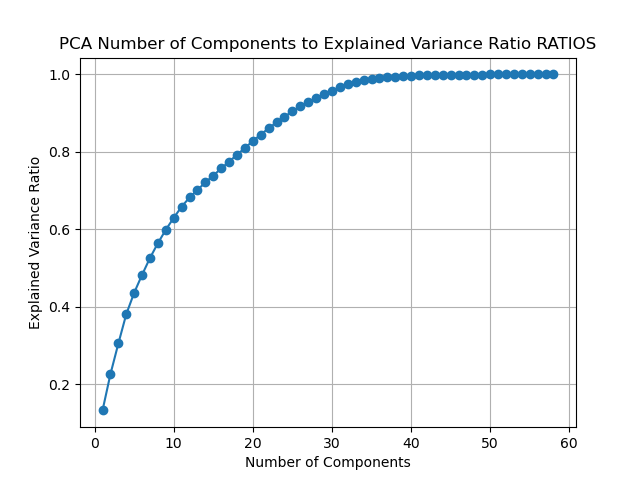 PCA Number of Components to Explained Variance Ratio RATIOS
Explained Variance Ratio
1.0
0.8
0.6
0.4
0.2
0 10 20 30 40 50 60
Number of Components